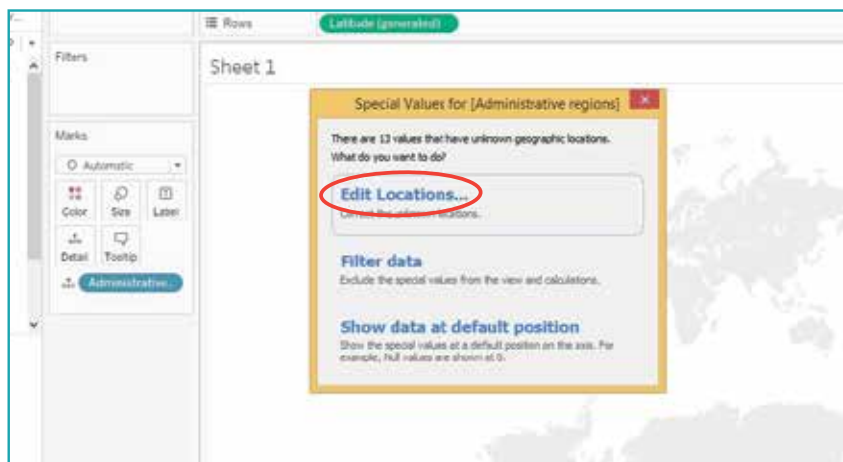 Rows
Latitude (generated)
Filters
Sheet 1
Marks
Automatic
Color
Size
Label
Detail
Tooltip
Administrative..
Special Values for [Administrative regions]
There are 13 values that have unknown geographic locations.
What do you want to do?
Edit Locations...
Correct the unknown locations.
Filter data
Exclude the special values from the view and calculations.
Show data at default position
Show the special values at a default position on the axis. For
example, Null values are shown at 0.